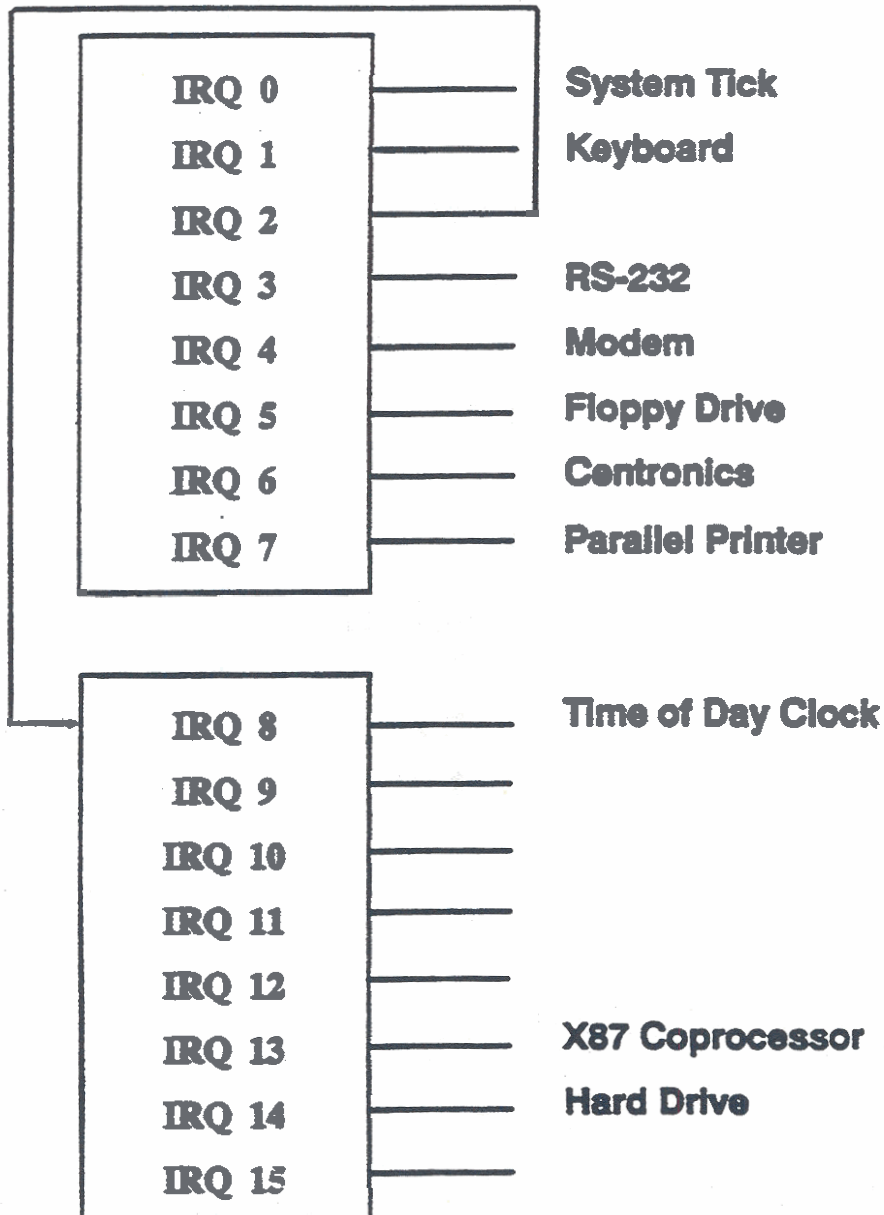 IRQ 0 System Tick
IRQ 1 Keyboard
IRQ 2
IRQ 3 RS-232
IRQ 4 Modem
IRQ 5 Floppy Drive
IRQ 6 Centronics
IRQ 7 Parallel Printer
IRQ 8 Time of Day Clock
IRQ 9
IRQ 10
IRQ 11
IRQ 12
IRQ 13 X87 Coprocessor
IRQ 14 Hard Drive
IRQ 15